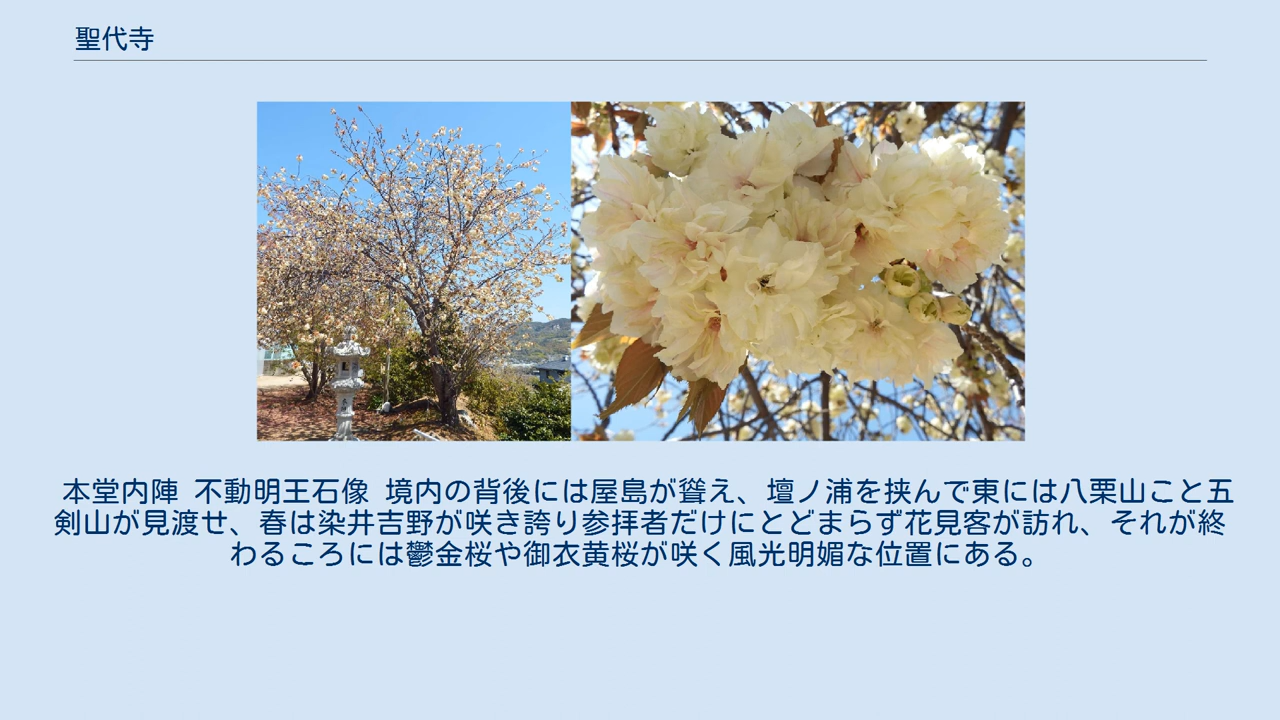 聖代寺
本堂内陣 不動明王石像 境内の背後には屋島が聳え、壇ノ浦を挟んで東には八栗山こと五
剣山が見渡せ、春は染井吉野が咲き誇り参拝者だけにとどまらず花見客が訪れ、それが終
わるころには鬱金桜や御衣黄桜が咲く風光明媚な位置にある。